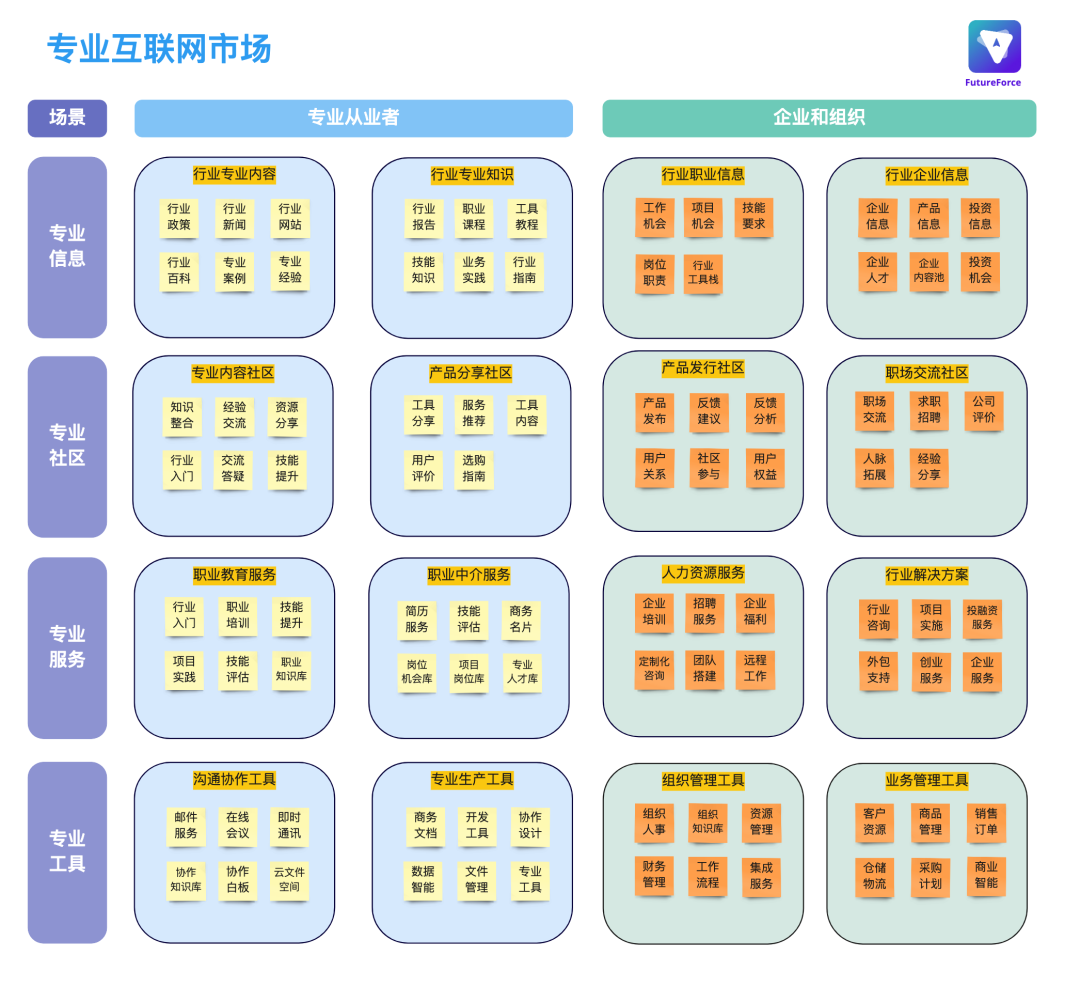 专业互联网市场
FutureForce
场景
专业从业者
企业和组织
专业
信息
行业专业内容
行业
政策
行业
新闻
行业
网站
行业
百科
专业
案例
专业
经验
行业专业知识
行业
报告
职业
课程
工具
教程
技能
知识
业务
实践
行业
指南
行业职业信息
工作
机会
项目
机会
技能
要求
岗位
职责
行业
工具栈
行业企业信息
企业
信息
产品
信息
投资
信息
企业
人才
企业
内容池
投资
机会
专业
社区
专业内容社区
知识
整合
经验
交流
资源
分享
行业
入门
交流
答疑
技能
提升
产品分享社区
工具
分享
服务
推荐
工具
内容
用户
评价
选购
指南
产品发行社区
产品
发布
反馈
建议
反馈
分析
用户
关系
社区
参与
用户
权益
职场交流社区
职场
交流
求职
招聘
公司
评价
人脉
拓展
经验
分享
专业
服务
职业教育服务
行业
入门
职业
培训
技能
提升
项目
实践
技能
评估
职业
知识库
职业中介服务
简历
服务
技能
评估
商务
名片
岗位
机会库
项目
岗位库
专业
人才库
人力资源服务
企业
培训
招聘
服务
企业
福利
定制化
咨询
团队
搭建
远程
工作
行业解决方案
行业
咨询
项目
实施
投融资
服务
外包
支持
创业
服务
企业
服务
专业
工具
沟通协作工具
邮件
服务
在线
会议
即时
通讯
协作
知识库
协作
白板
云文件
空间
专业生产工具
商务
文档
开发
工具
协作
设计
数据
智能
文件
管理
专业
工具
组织管理工具
组织
人事
组织
知识库
资源
管理
财务
管理
工作
流程
集成
服务
业务管理工具
客户
资源
商品
管理
销售
订单
仓储
物流
采购
计划
商业
智能